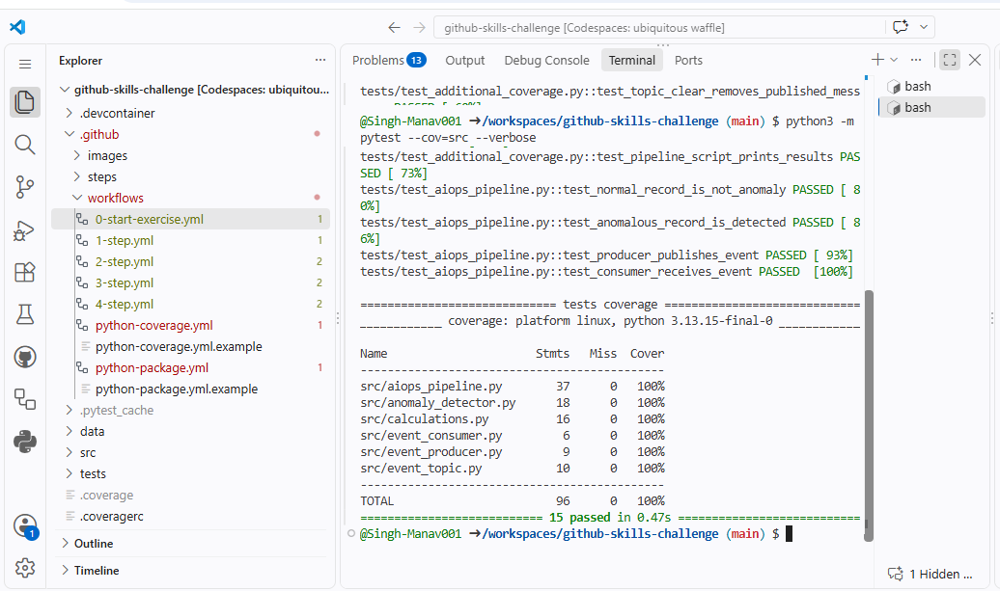 github-skills-challenge [Codespaces: ubiquitous waffle]
Explorer
github-skills-challenge [Codespaces: ubiquitou...
.devcontainer
.github
images
steps
workflows
0-start-exercise.yml 1
1-step.yml 1
2-step.yml 2
3-step.yml 2
4-step.yml 2
python-coverage.yml 1
python-coverage.yml.example
python-package.yml 1
python-package.yml.example
.pytest_cache
data
src
tests
.coverage
.coveragerc
Outline
Timeline
1
Problems 13 Output Debug Console Terminal Ports
tests/test_additional_coverage.py::test_topic_clear_removes_published_mess
@Singh-Manav001 ➜/workspaces/github-skills-challenge (main) $ python3 -m
pytest --cov=src --verbose
tests/test_additional_coverage.py::test_pipeline_script_prints_results PAS
SED [ 73%]
tests/test_aiops_pipeline.py::test_normal_record_is_not_anomaly PASSED [ 8
0%]
tests/test_aiops_pipeline.py::test_anomalous_record_is_detected PASSED [ 8
6%]
tests/test_aiops_pipeline.py::test_producer_publishes_event PASSED [ 93%]
tests/test_aiops_pipeline.py::test_consumer_receives_event PASSED [100%]
============================= tests coverage =============================
____________ coverage: platform linux, python 3.13.15-final-0 ____________
Name Stmts Miss Cover
---------------------------------------------
src/aiops_pipeline.py 37 0 100%
src/anomaly_detector.py 18 0 100%
src/calculations.py 16 0 100%
src/event_consumer.py 6 0 100%
src/event_producer.py 9 0 100%
src/event_topic.py 10 0 100%
---------------------------------------------
TOTAL 96 0 100%
=========================== 15 passed in 0.47s ===========================
@Singh-Manav001 ➜/workspaces/github-skills-challenge (main) $
bash
bash
1 Hidden ...